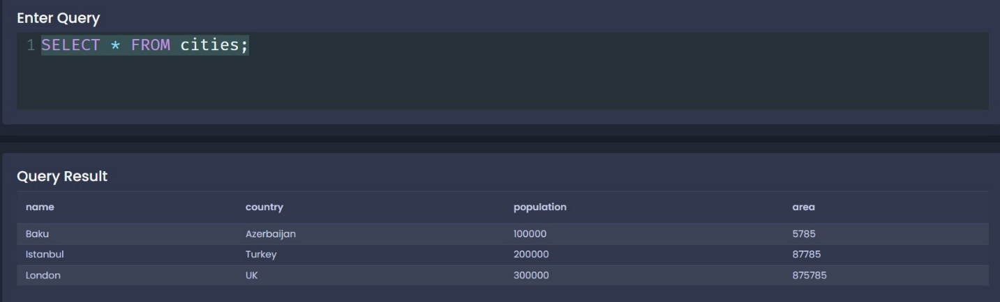 Enter Query
1 SELECT * FROM cities;
Query Result
name country population area
Baku Azerbaijan 100000 5785
Istanbul Turkey 200000 87785
London UK 300000 875785